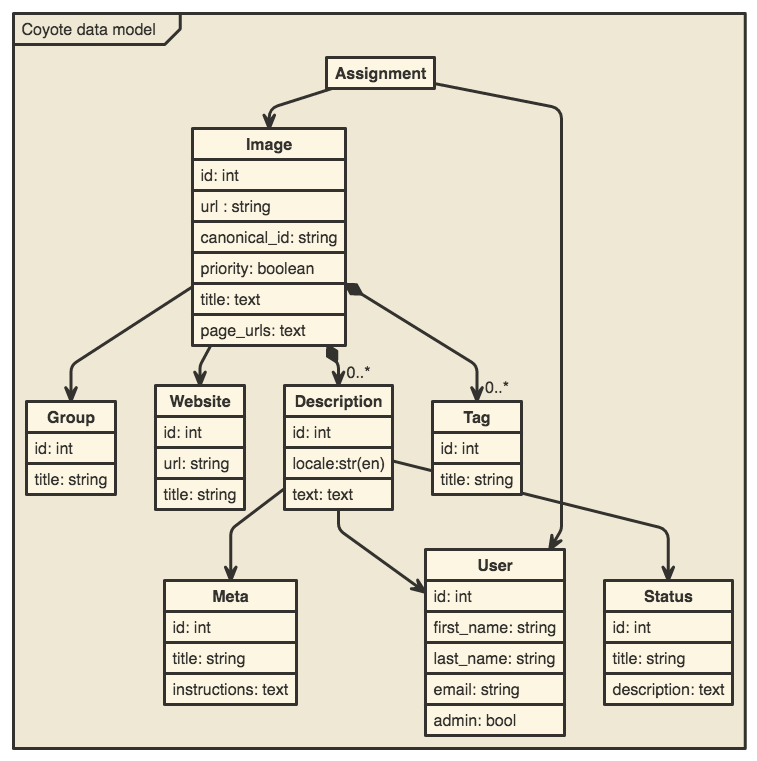 Coyote data model
Assignment
Image
id: int
url : string
canonical_id: string
priority: boolean
title: text
page_urls: text
0..*
0..*
Group
id: int
title: string
Website
id: int
url: string
title: string
Description
id: int
locale:str(en)
text: text
Tag
id: int
title: string
Meta
id: int
title: string
instructions: text
User
id: int
first_name: string
last_name: string
email: string
admin: bool
Status
id: int
title: string
description: text